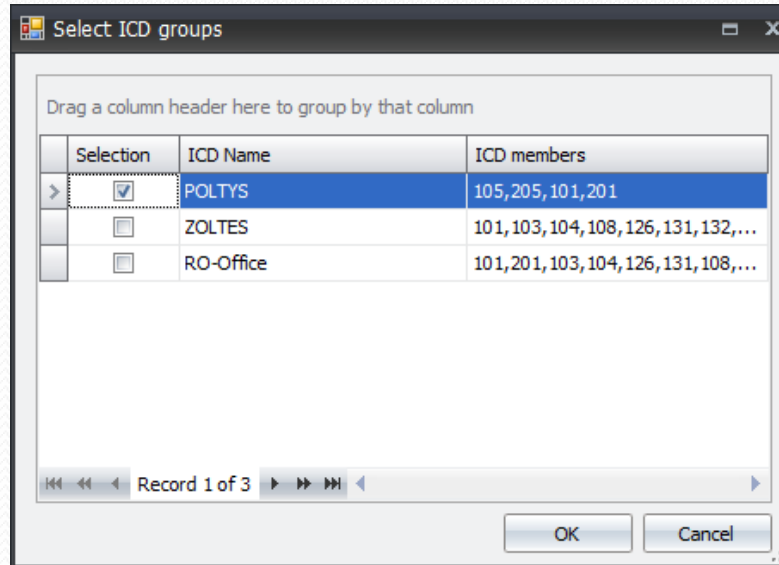 Select ICD groups
Drag a column header here to group by that column
Selection ICD Name ICD members
POLTYS 105,205,101,201
ZOLTES 101,103,104,108,126,131,132,...
RO-Office 101,201,103,104,126,131,108,...
Record 1 of 3
OK Cancel